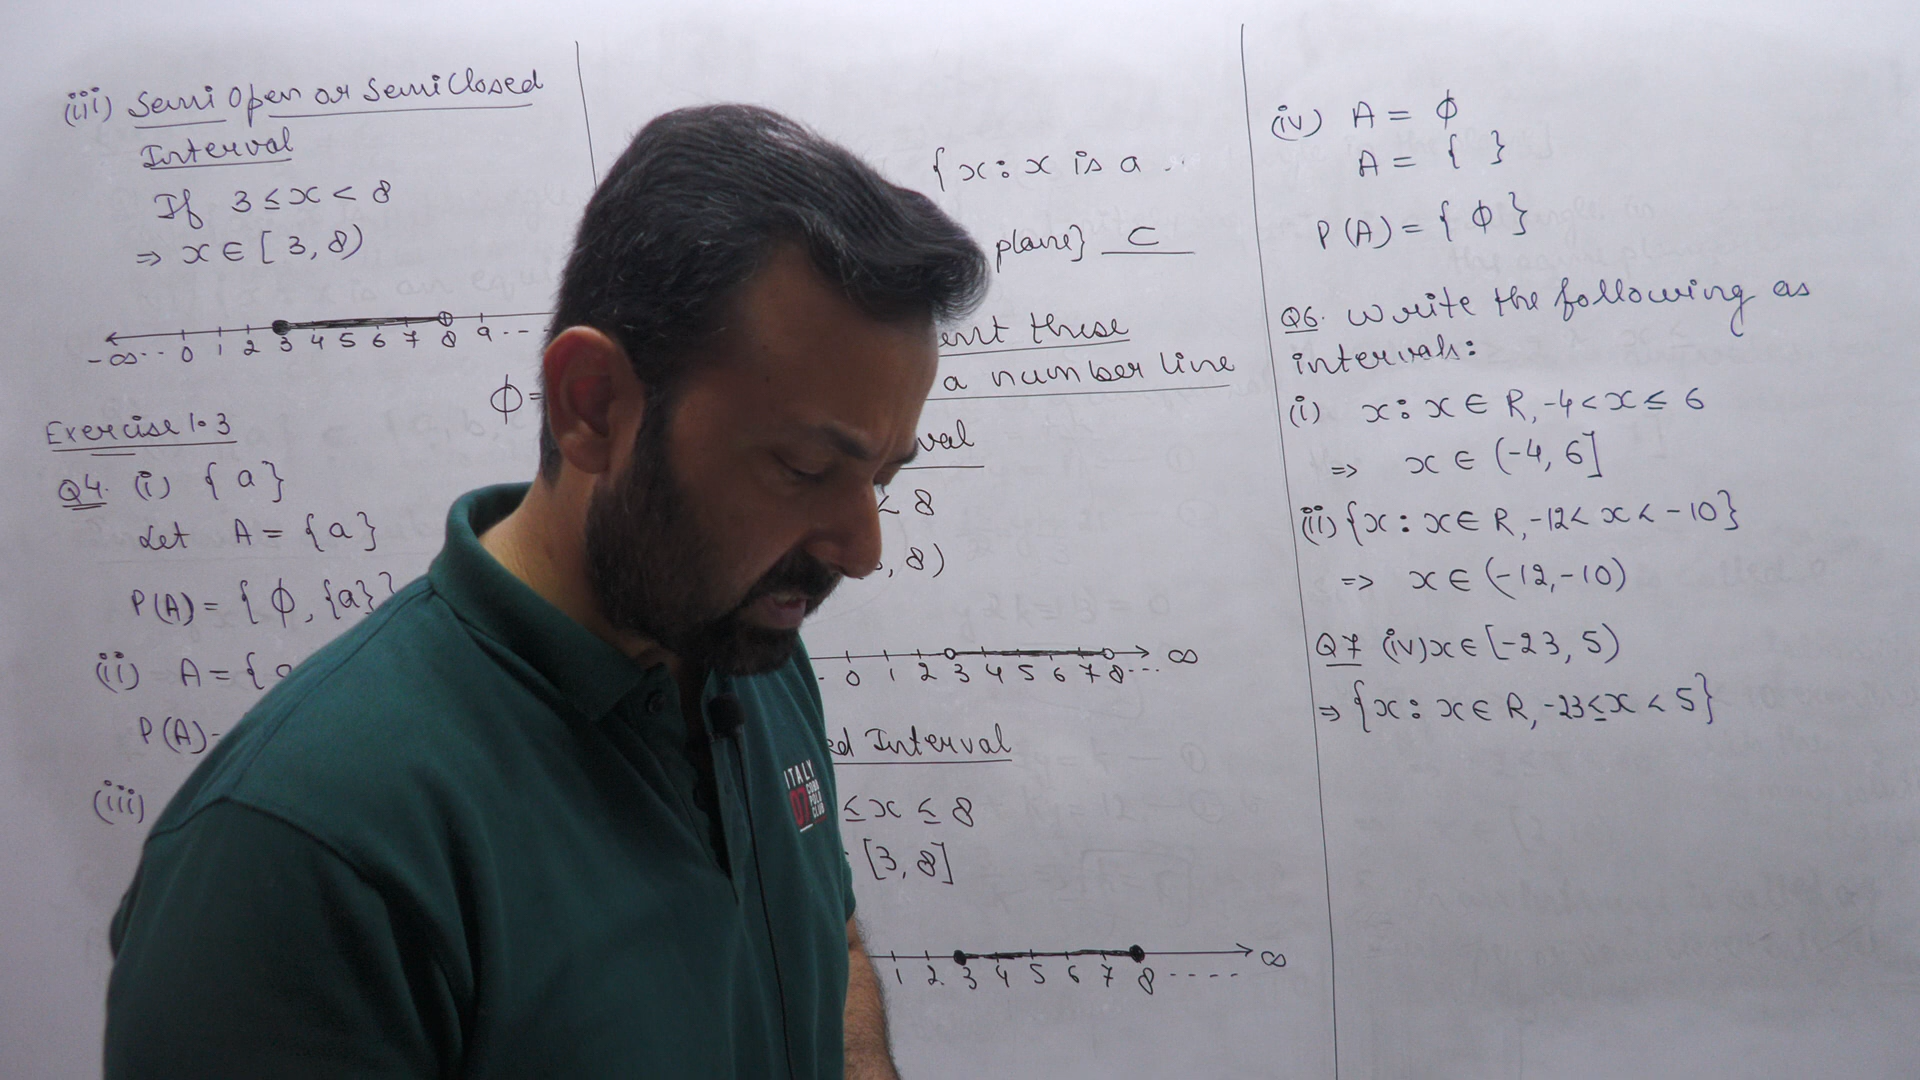 (iii) Semi Open or Semi Closed
Interval
If 3 ≤ x < 8
⇒ x ∈ [3, 8)
-∞.. 0 1 2 3 4 5 6 7 8 9 ...
ϕ =
Exercise 1.3
Q4. (i) {a}
Let A = {a}
P(A) = { ϕ, {a}}
(ii) A = {a
P(A)
(iii)
{x : x is a ..
plane} C
these
a number line
8
, 8)
0 1 2 3 4 5 6 7 8 ... ∞
Interval
≤ x ≤ 8
[3, 8]
1 2 3 4 5 6 7 8 .... ∞
(iv) A = ϕ
A = { }
P(A) = { ϕ }
Q6. Write the following as
intervals:
(i) x : x ∈ R, -4 < x ≤ 6
⇒ x ∈ (-4, 6]
(ii) {x : x ∈ R, -12 < x < -10}
⇒ x ∈ (-12, -10)
Q7 (iv) x ∈ [-23, 5)
⇒ {x : x ∈ R, -23 ≤ x < 5}
ITALY
07
POLO
CLUB